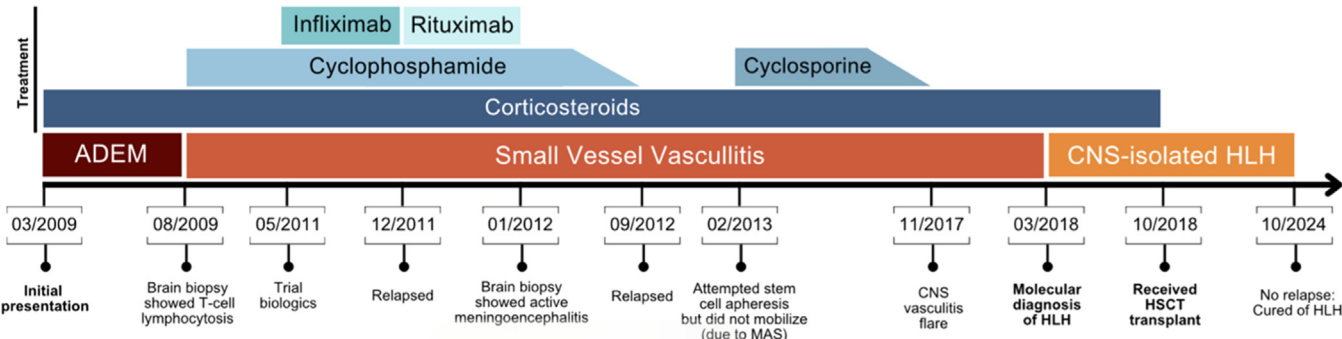 Treatment
Infliximab
Rituximab
Cyclophosphamide
Cyclosporine
Corticosteroids
ADEM
Small Vessel Vascullitis
CNS-isolated HLH
03/2009
08/2009
05/2011
12/2011
01/2012
09/2012
02/2013
11/2017
03/2018
10/2018
10/2024
Initial
presentation
Brain biopsy
showed T-cell
lymphocytosis
Trial
biologics
Relapsed
Brain biopsy
showed active
meningoencephalitis
Relapsed
Attempted stem
cell apheresis
but did not mobilize
(due to MAS)
CNS
vasculitis
flare
Molecular
diagnosis
of HLH
Received
HSCT
transplant
No relapse:
Cured of HLH